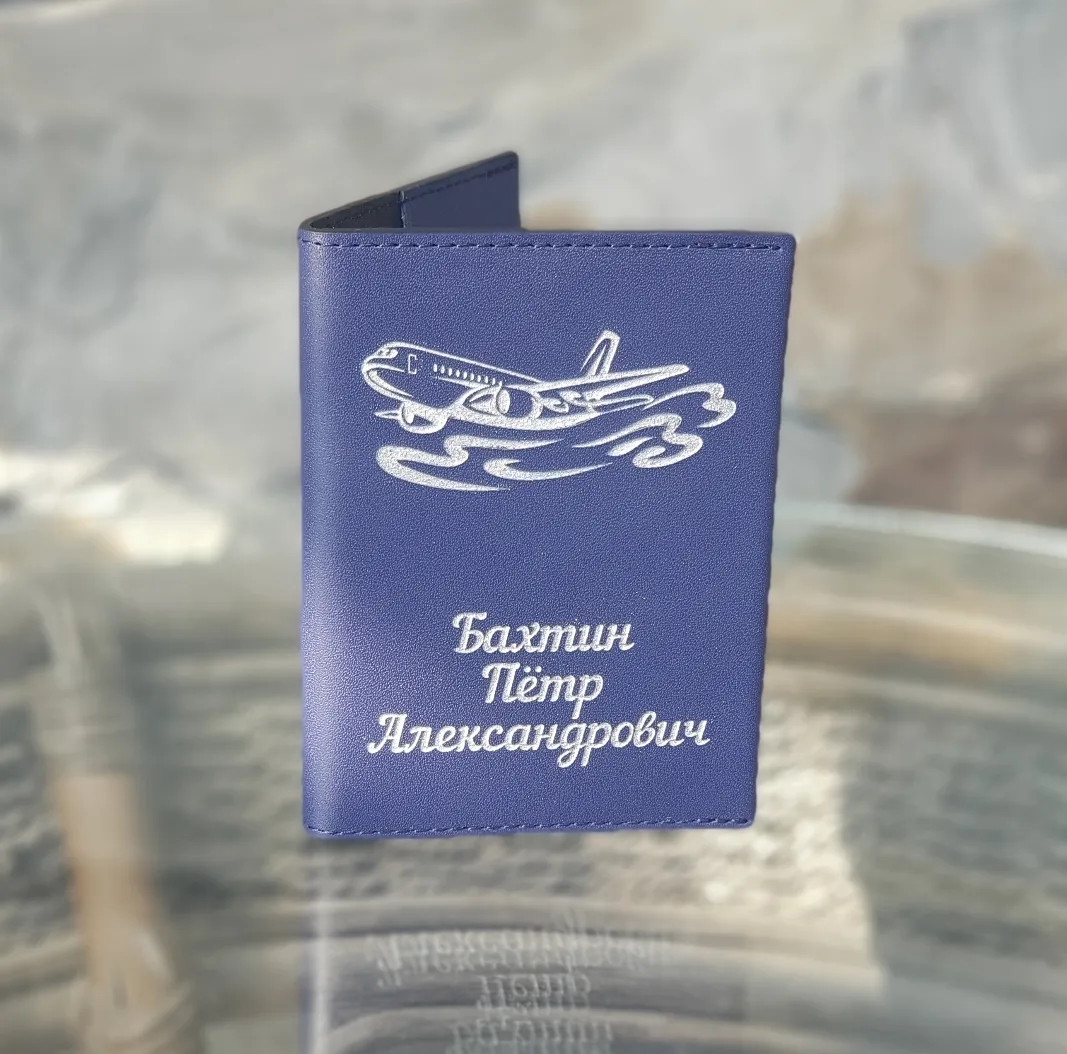 Бахтин
Пётр
Александрович